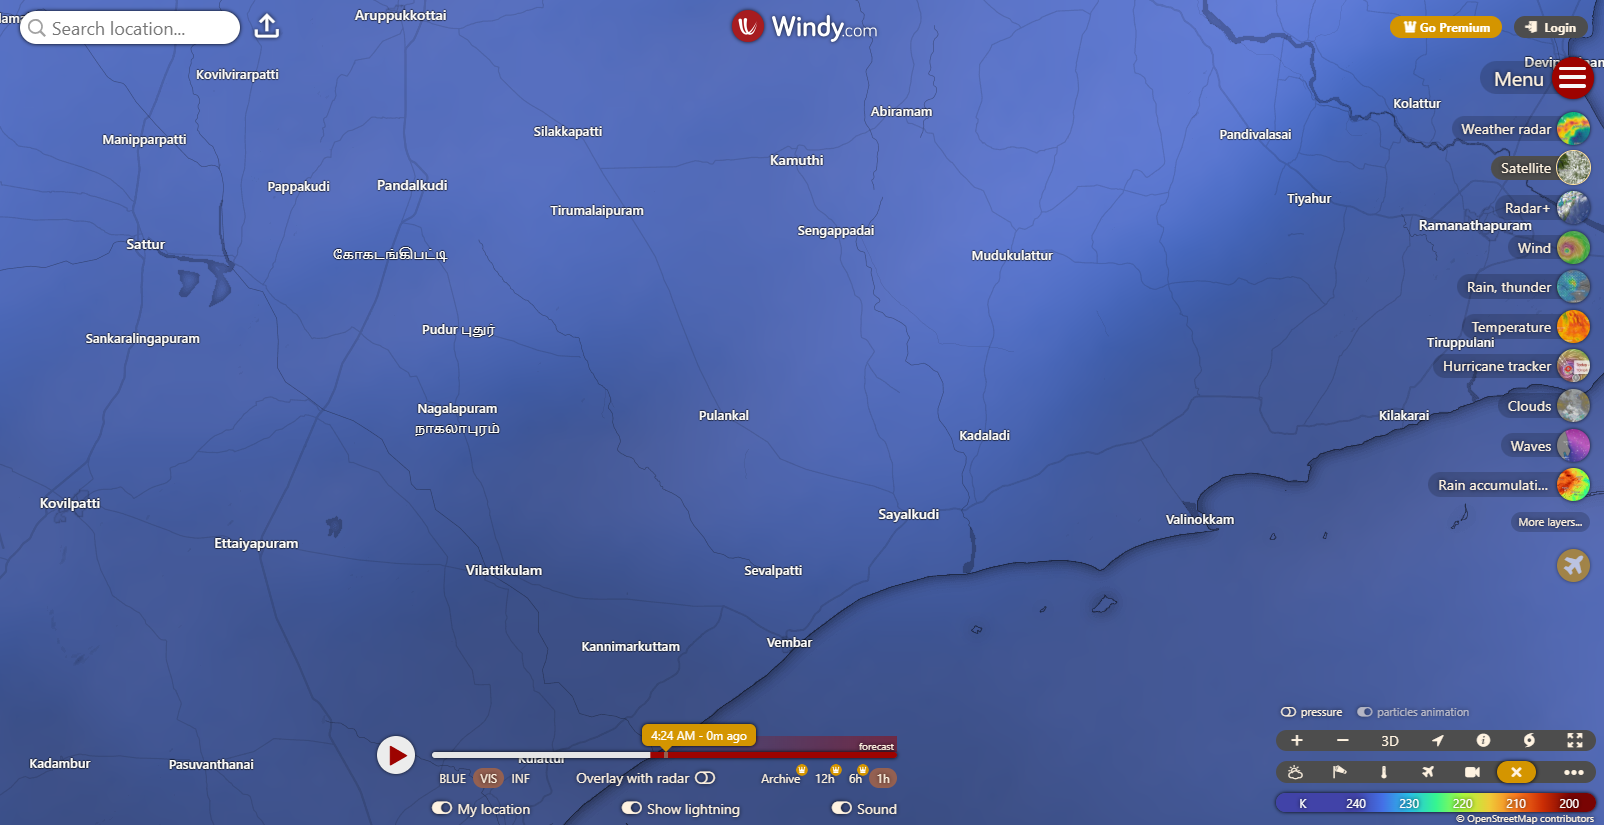 Aruppukkottai
Search location...
Windy.com
Go Premium
Login
Kovilvirarpatti
Menu
Kolattur
Abiramam
Manipparpatti
Silakkapatti
Pandivalasai
Weather radar
Kamuthi
Satellite
Pappakudi
Pandalkudi
Tiyahur
Tirumalaipuram
Radar+
Sengappadai
Ramanathapuram
Sattur
Wind
கோகடங்கிபட்டி
Mudukulattur
Rain, thunder
Pudur புதூர்
Temperature
Sankaralingapuram
Tiruppulani
Hurricane tracker
Nagalapuram
நாகலாபுரம்
Pulankal
Clouds
Kilakarai
Kadaladi
Waves
Rain accumulati...
Kovilpatti
Sayalkudi
Valinokkam
More layers...
Ettaiyapuram
Vilattikulam
Sevalpatti
Kannimarkuttam
Vembar
pressure
particles animation
4:24 AM - 0m ago
forecast
3D
Kadambur
Pasuvanthanai
Kulattur
BLUE
VIS
INF
Overlay with radar
Archive
12h
6h
1h
My location
Show lightning
Sound
K 240 230 220 210 200
© OpenStreetMap contributors